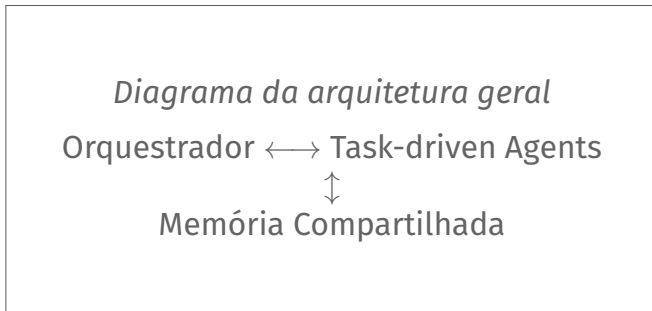 Diagrama da arquitetura geral
Orquestrador ⟷ Task-driven Agents
↕
Memória Compartilhada